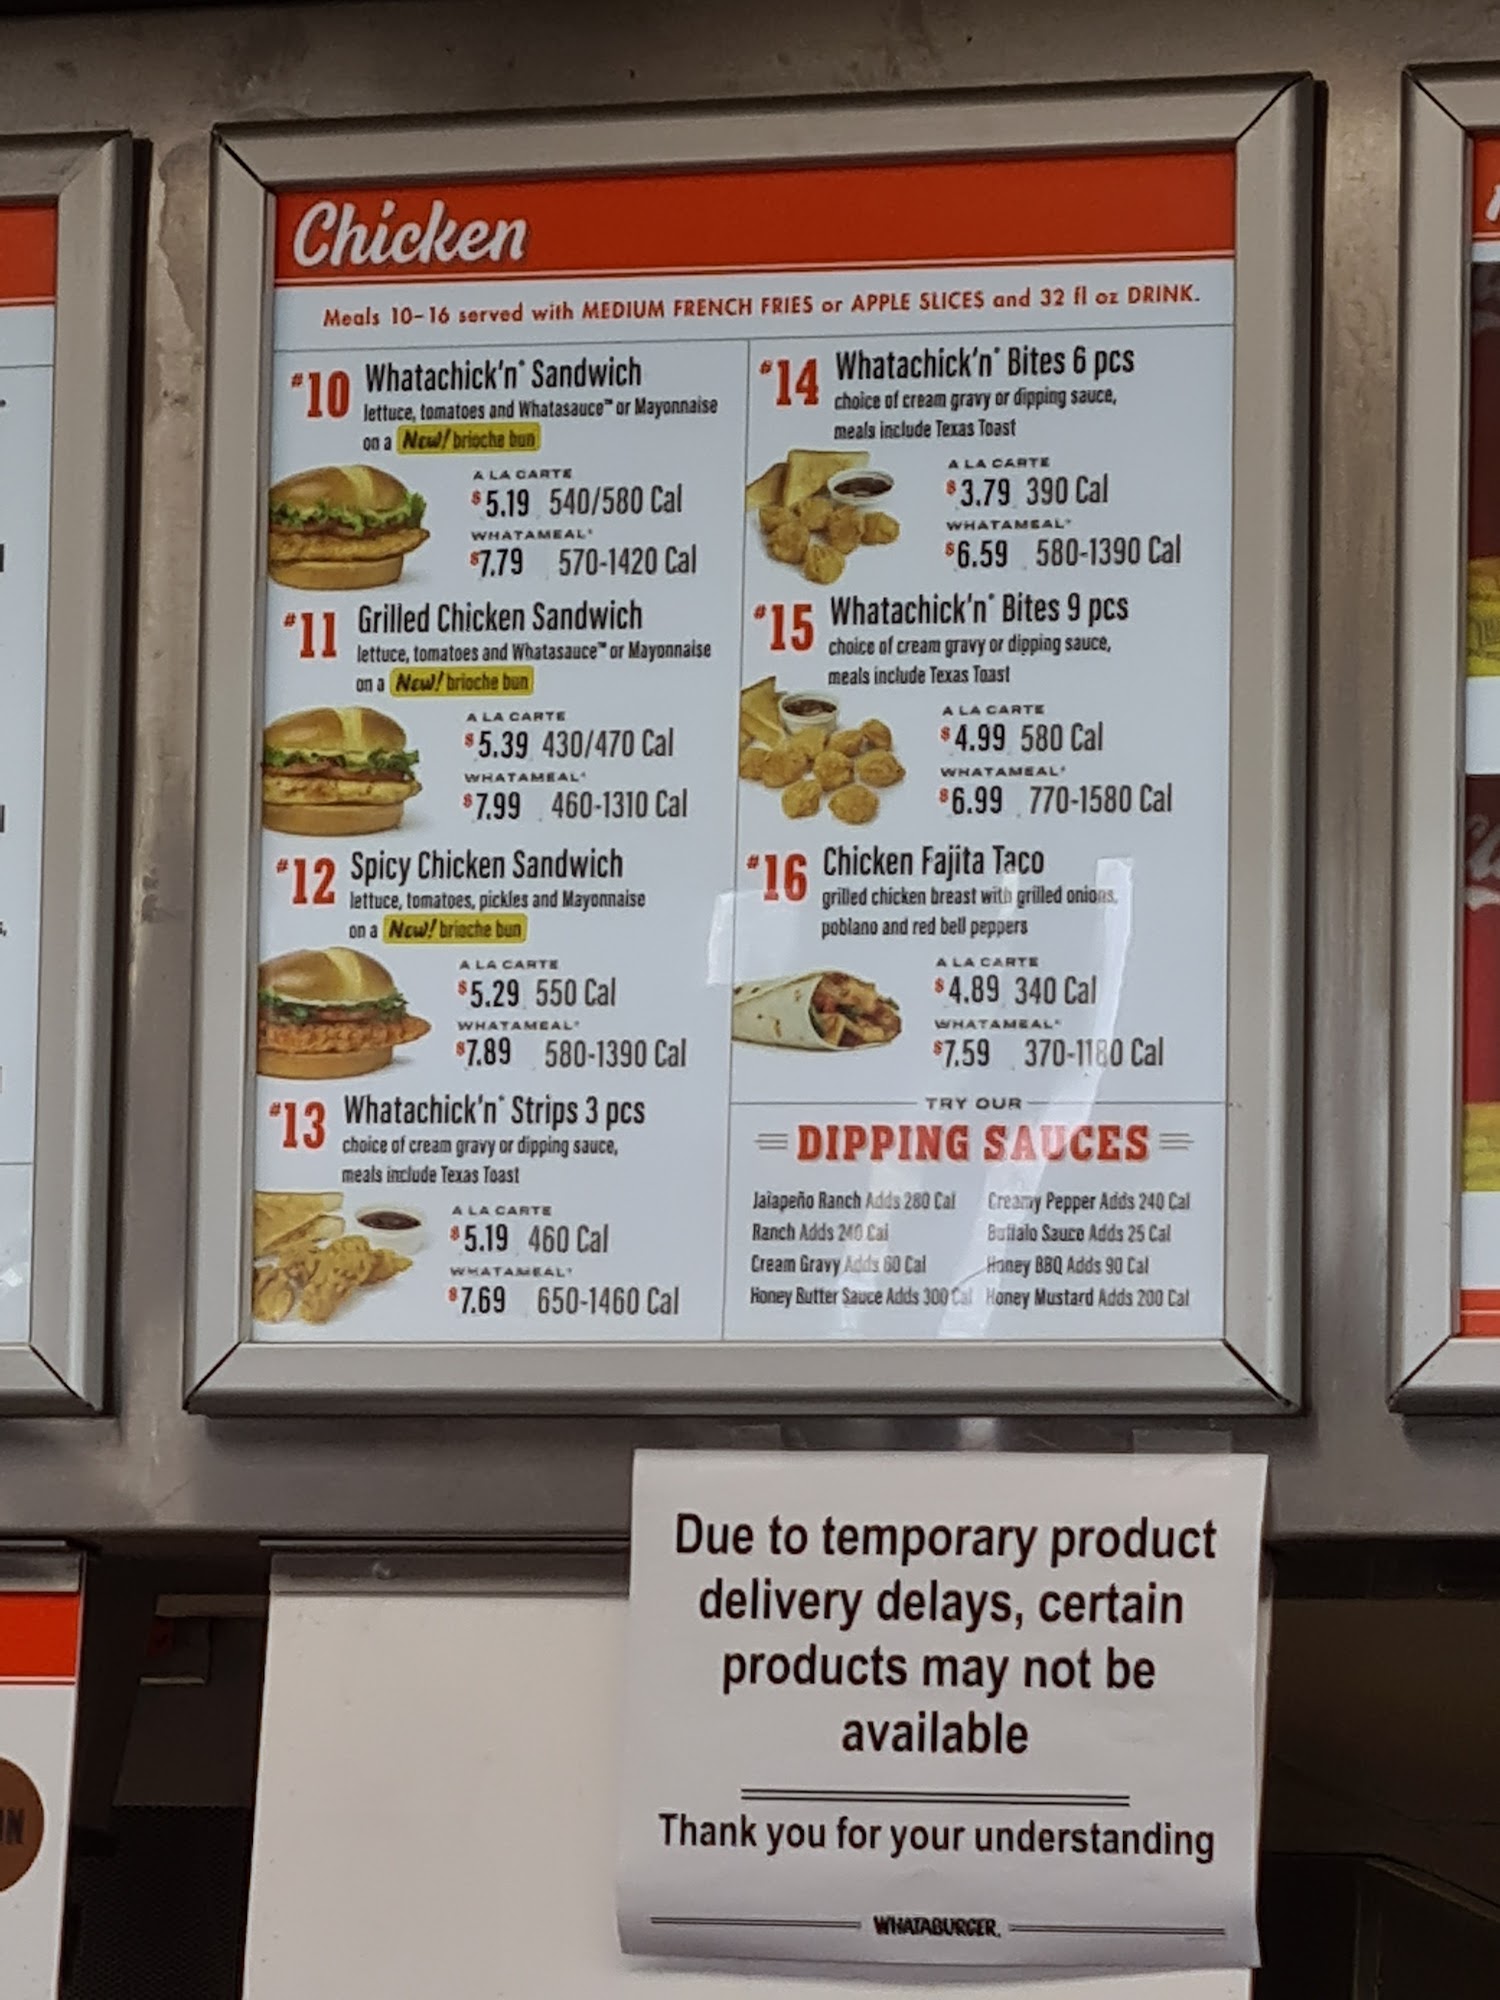 Chicken
Meals 10-16 served with MEDIUM FRENCH FRIES or APPLE SLICES and 32 fl oz DRINK.
#10 Whatachick'n® Sandwich
lettuce, tomatoes and Whatasauce™ or Mayonnaise
on a New! brioche bun
A LA CARTE
$5.19 540/580 Cal
WHATAMEAL®
$7.79 570-1420 Cal
#11 Grilled Chicken Sandwich
lettuce, tomatoes and Whatasauce™ or Mayonnaise
on a New! brioche bun
A LA CARTE
$5.39 430/470 Cal
WHATAMEAL®
$7.99 460-1310 Cal
#12 Spicy Chicken Sandwich
lettuce, tomatoes, pickles and Mayonnaise
on a New! brioche bun
A LA CARTE
$5.29 550 Cal
WHATAMEAL®
$7.89 580-1390 Cal
#13 Whatachick'n® Strips 3 pcs
choice of cream gravy or dipping sauce,
meals include Texas Toast
A LA CARTE
$5.19 460 Cal
WHATAMEAL®
$7.69 650-1460 Cal
#14 Whatachick'n® Bites 6 pcs
choice of cream gravy or dipping sauce,
meals include Texas Toast
A LA CARTE
$3.79 390 Cal
WHATAMEAL®
$6.59 580-1390 Cal
#15 Whatachick'n® Bites 9 pcs
choice of cream gravy or dipping sauce,
meals include Texas Toast
A LA CARTE
$4.99 580 Cal
WHATAMEAL®
$6.99 770-1580 Cal
#16 Chicken Fajita Taco
grilled chicken breast with grilled onions,
poblano and red bell peppers
A LA CARTE
$4.89 340 Cal
WHATAMEAL®
$7.59 370-1180 Cal
TRY OUR
DIPPING SAUCES
Jalapeño Ranch Adds 280 Cal Creamy Pepper Adds 240 Cal
Ranch Adds 240 Cal Buffalo Sauce Adds 25 Cal
Cream Gravy Adds 60 Cal Honey BBQ Adds 90 Cal
Honey Butter Sauce Adds 300 Cal Honey Mustard Adds 200 Cal
Due to temporary product
delivery delays, certain
products may not be
available
Thank you for your understanding
WHATABURGER.